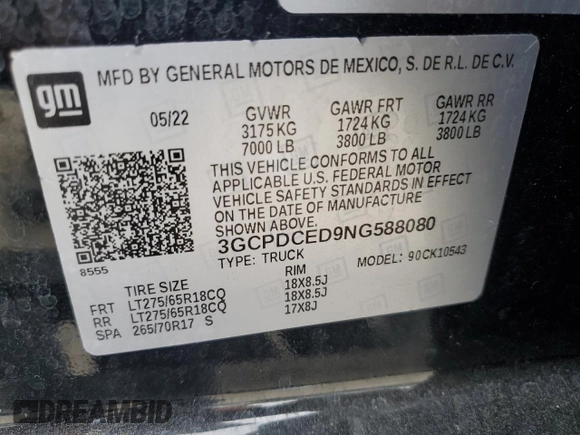 gm
MFD BY GENERAL MOTORS DE MEXICO, S. DE R.L. DE C.V.
05/22 GVWR GAWR FRT GAWR RR
3175 KG 1724 KG 1724 KG
7000 LB 3800 LB 3800 LB
THIS VEHICLE CONFORMS TO ALL
APPLICABLE U.S. FEDERAL MOTOR
VEHICLE SAFETY STANDARDS IN EFFECT
ON THE DATE OF MANUFACTURE
SHOWN ABOVE.
8555 3GCPDCED9NG588080
TYPE: TRUCK MODEL: 90CK10543
TIRE SIZE RIM
FRT LT275/65R18CQ 18X8.5J
RR LT275/65R18CQ 18X8.5J
SPA 265/70R17 S 17X8J
DREAMBID